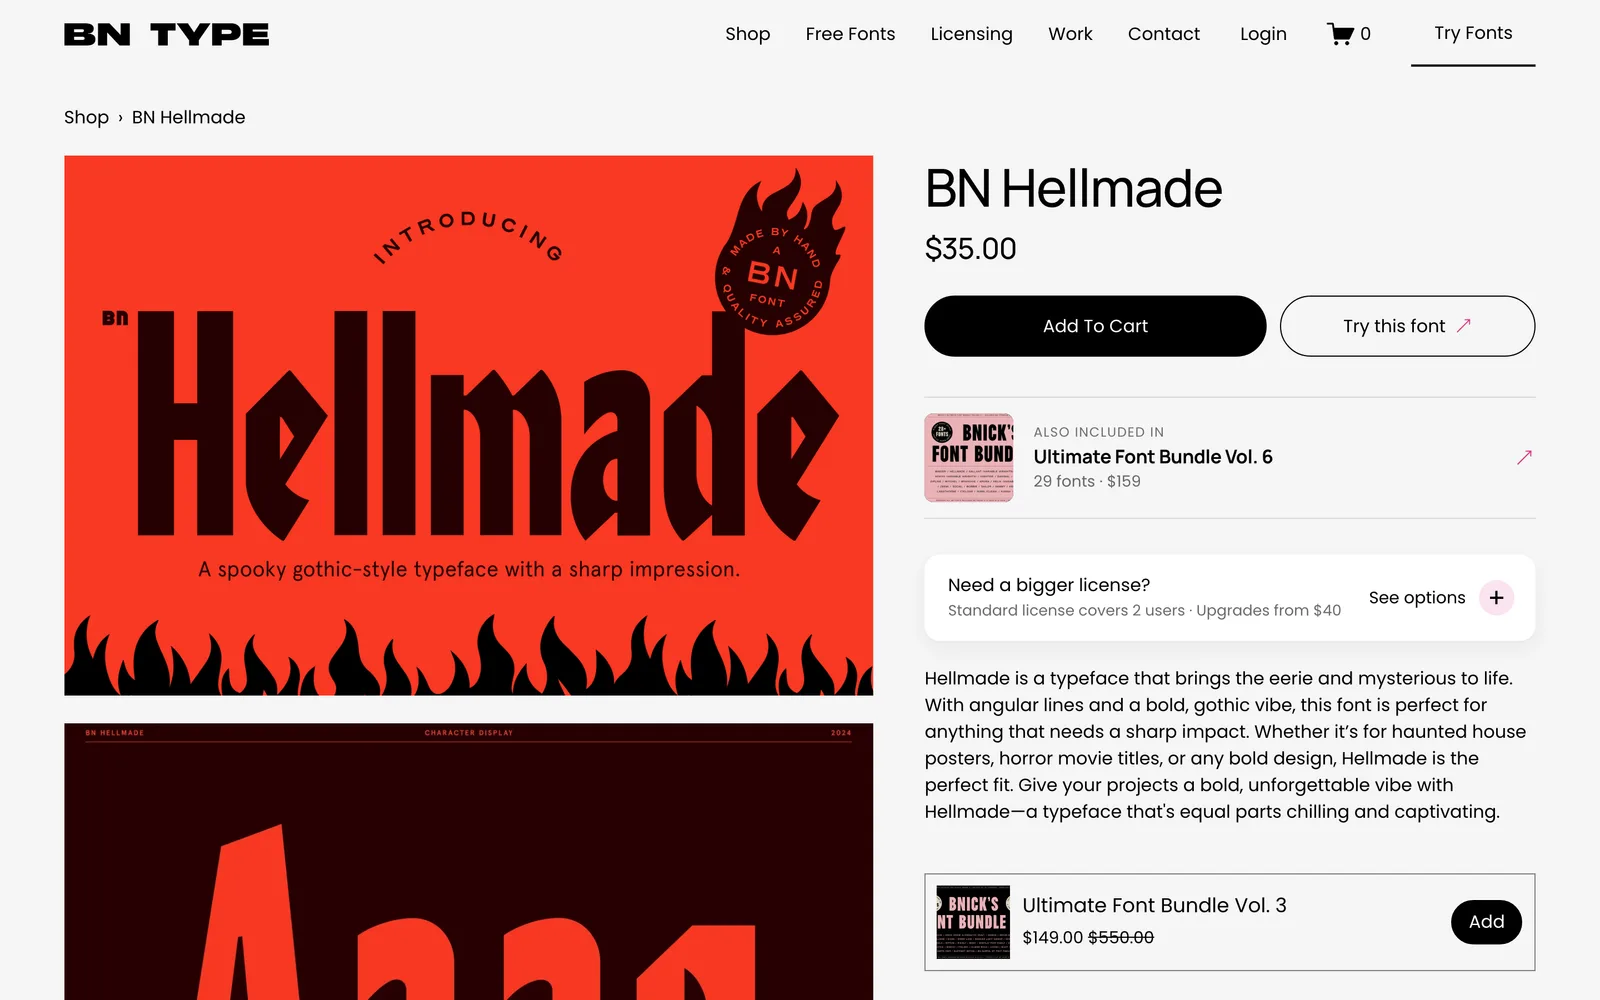 BN TYPE
Shop
Free Fonts
Licensing
Work
Contact
Login
0
Try Fonts
Shop › BN Hellmade
INTRODUCING
MADE BY HAND
& QUALITY ASSURED
A
BN
FONT
BN
Hellmade
A spooky gothic-style typeface with a sharp impression.
BN HELLMADE
CHARACTER DISPLAY
2024
BN Hellmade
$35.00
Add To Cart
Try this font
BNICK'S
FONT BUND
ALSO INCLUDED IN
Ultimate Font Bundle Vol. 6
29 fonts · $159
Need a bigger license?
Standard license covers 2 users · Upgrades from $40
See options
Hellmade is a typeface that brings the eerie and mysterious to life.
With angular lines and a bold, gothic vibe, this font is perfect for
anything that needs a sharp impact. Whether it’s for haunted house
posters, horror movie titles, or any bold design, Hellmade is the
perfect fit. Give your projects a bold, unforgettable vibe with
Hellmade—a typeface that's equal parts chilling and captivating.
BNICK'S
NT BUNDLE
Ultimate Font Bundle Vol. 3
$149.00 $550.00
Add